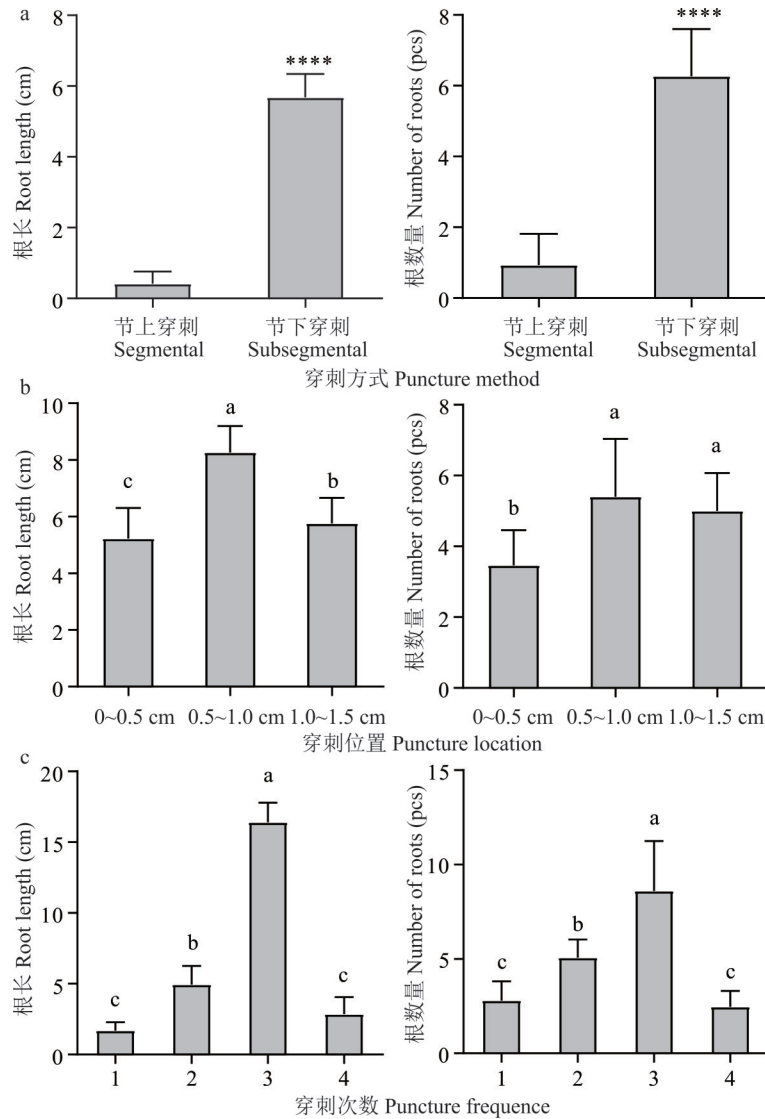 a
根长 Root length (cm)
8
6
4
2
0
****
节上穿刺
Segmental
节下穿刺
Subsegmental
根数量 Number of roots (pcs)
8
6
4
2
0
****
节上穿刺
Segmental
节下穿刺
Subsegmental
穿刺方式 Puncture method
b
根长 Root length (cm)
10
8
6
4
2
0
c
a
b
0~0.5 cm
0.5~1.0 cm
1.0~1.5 cm
根数量 Number of roots (pcs)
8
6
4
2
0
b
a
a
0~0.5 cm
0.5~1.0 cm
1.0~1.5 cm
穿刺位置 Puncture location
c
根长 Root length (cm)
20
15
10
5
0
c
b
a
c
1
2
3
4
根数量 Number of roots (pcs)
15
10
5
0
c
b
a
c
1
2
3
4
穿刺次数 Puncture frequence